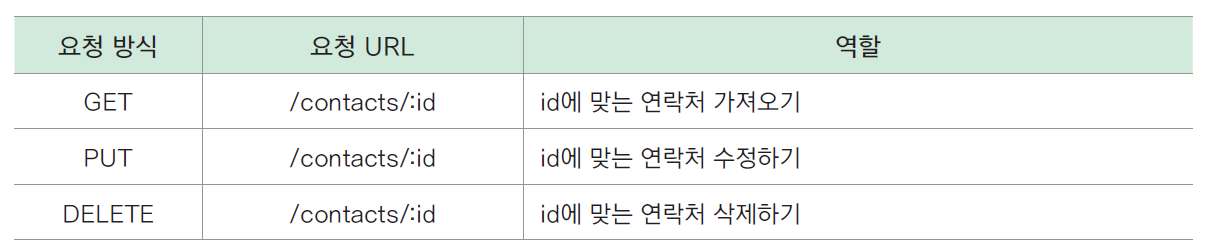 요청 방식 요청 URL 역할
GET /contacts/:id id에 맞는 연락처 가져오기
PUT /contacts/:id id에 맞는 연락처 수정하기
DELETE /contacts/:id id에 맞는 연락처 삭제하기